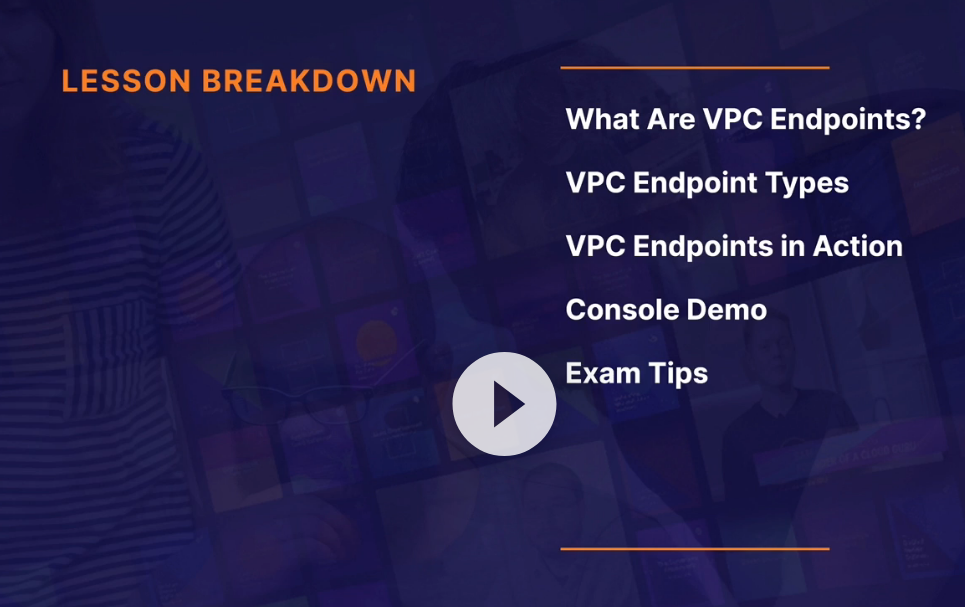 LESSON BREAKDOWN
What Are VPC Endpoints?
VPC Endpoint Types
VPC Endpoints in Action
Console Demo
Exam Tips